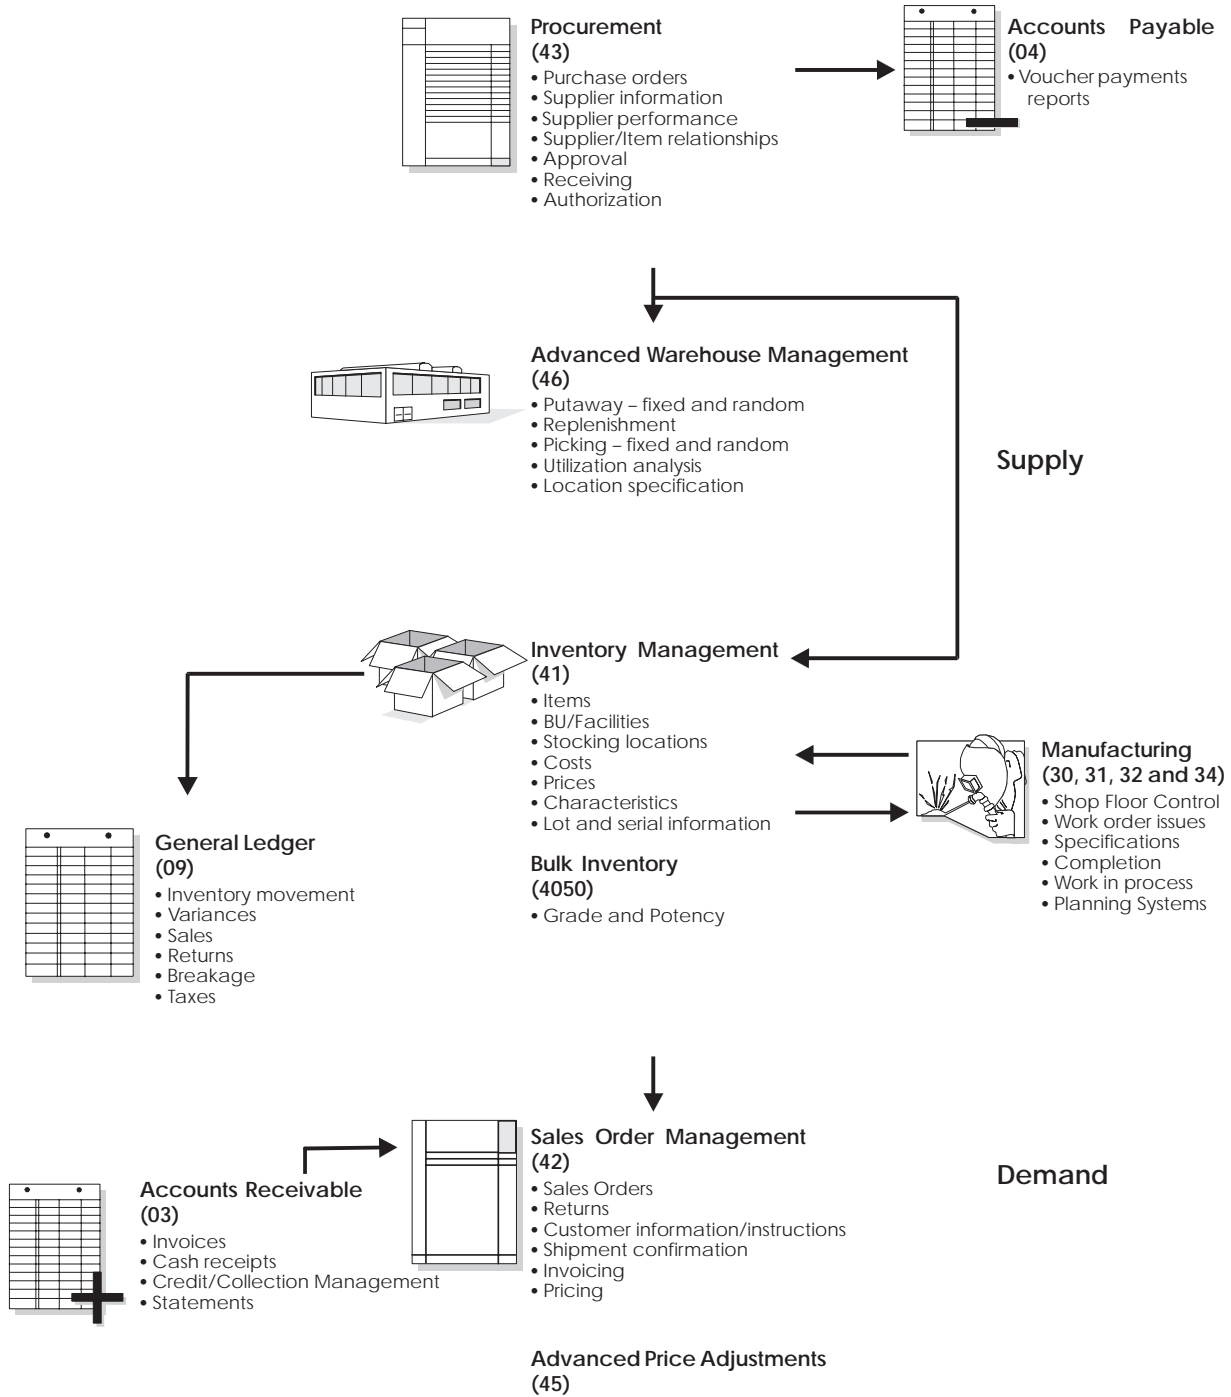 Procurement
(43)
• Purchase orders
• Supplier information
• Supplier performance
• Supplier/Item relationships
• Approval
• Receiving
• Authorization
Accounts Payable
(04)
• Voucher payments
reports
Advanced Warehouse Management
(46)
• Putaway – fixed and random
• Replenishment
• Picking – fixed and random
• Utilization analysis
• Location specification
Supply
Inventory Management
(41)
• Items
• BU/Facilities
• Stocking locations
• Costs
• Prices
• Characteristics
• Lot and serial information
Bulk Inventory
(4050)
• Grade and Potency
Manufacturing
(30, 31, 32 and 34)
• Shop Floor Control
• Work order issues
• Specifications
• Completion
• Work in process
• Planning Systems
General Ledger
(09)
• Inventory movement
• Variances
• Sales
• Returns
• Breakage
• Taxes
Sales Order Management
(42)
• Sales Orders
• Returns
• Customer information/instructions
• Shipment confirmation
• Invoicing
• Pricing
Demand
Accounts Receivable
(03)
• Invoices
• Cash receipts
• Credit/Collection Management
• Statements
Advanced Price Adjustments
(45)